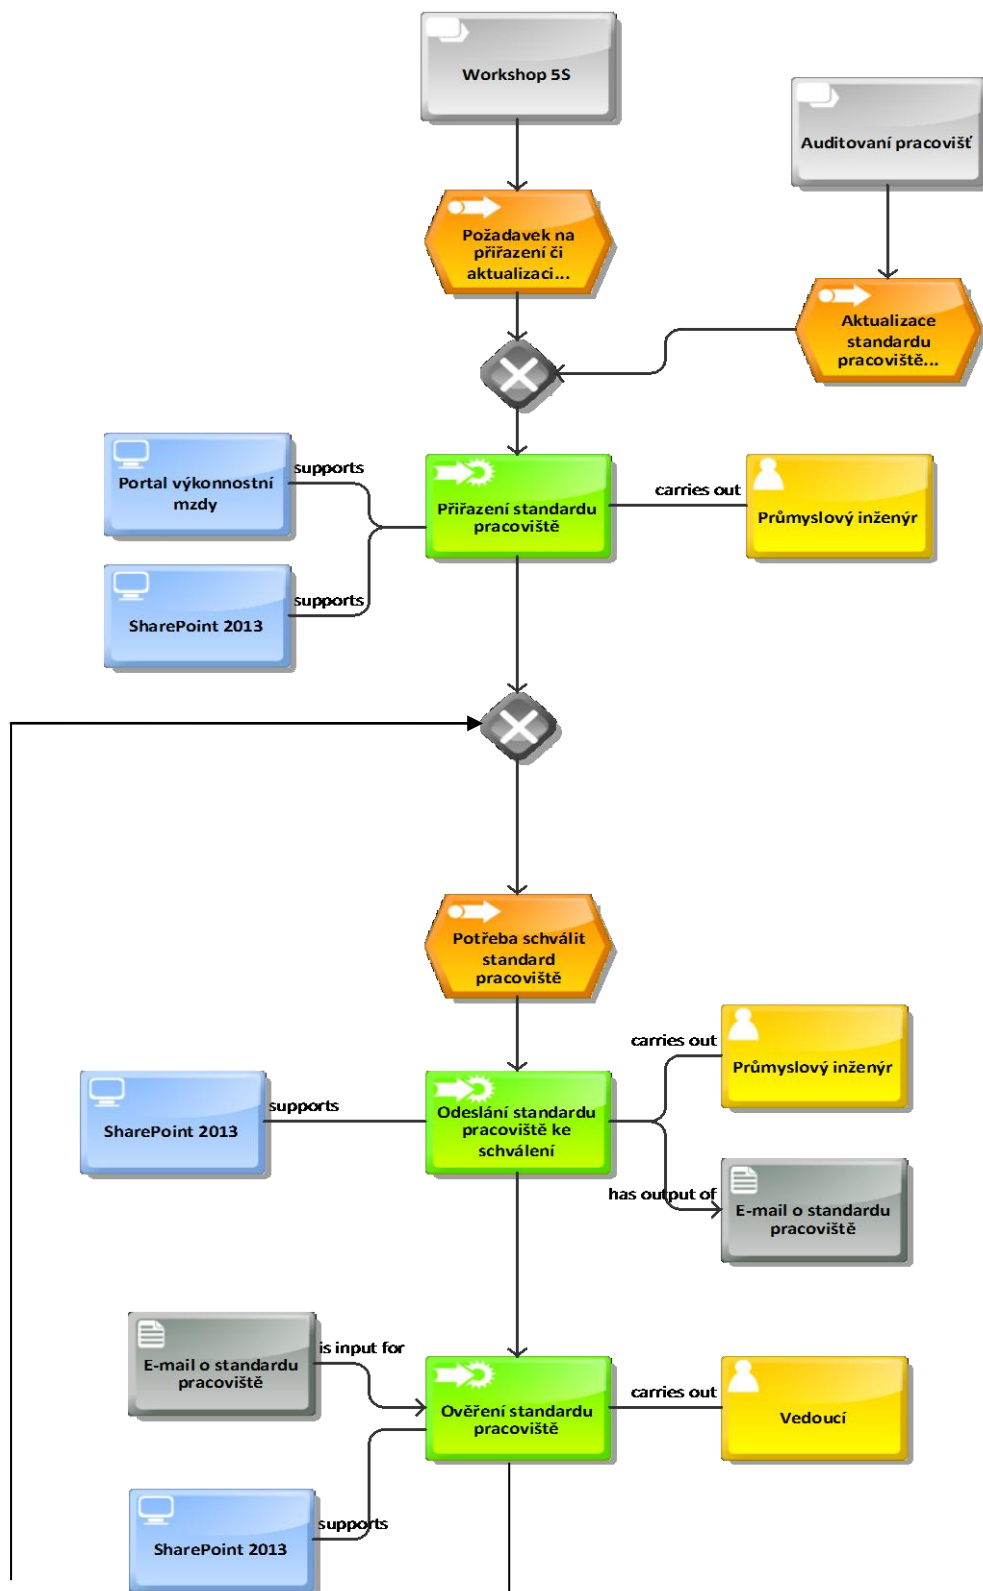 Workshop 5S
Auditovaní pracovišť
Požadavek na
přiřazení či
aktualizaci...
Aktualizace
standardu
pracoviště...
Portal výkonnostní
mzdy
supports
Přiřazení standardu
pracoviště
carries out
Průmyslový inženýr
SharePoint 2013
supports
Potřeba schválit
standard
pracoviště
carries out
Průmyslový inženýr
SharePoint 2013
supports
Odeslání standardu
pracoviště ke
schválení
has output of
E-mail o standardu
pracoviště
E-mail o standardu
pracoviště
is input for
Ověření standardu
pracoviště
carries out
Vedoucí
SharePoint 2013
supports